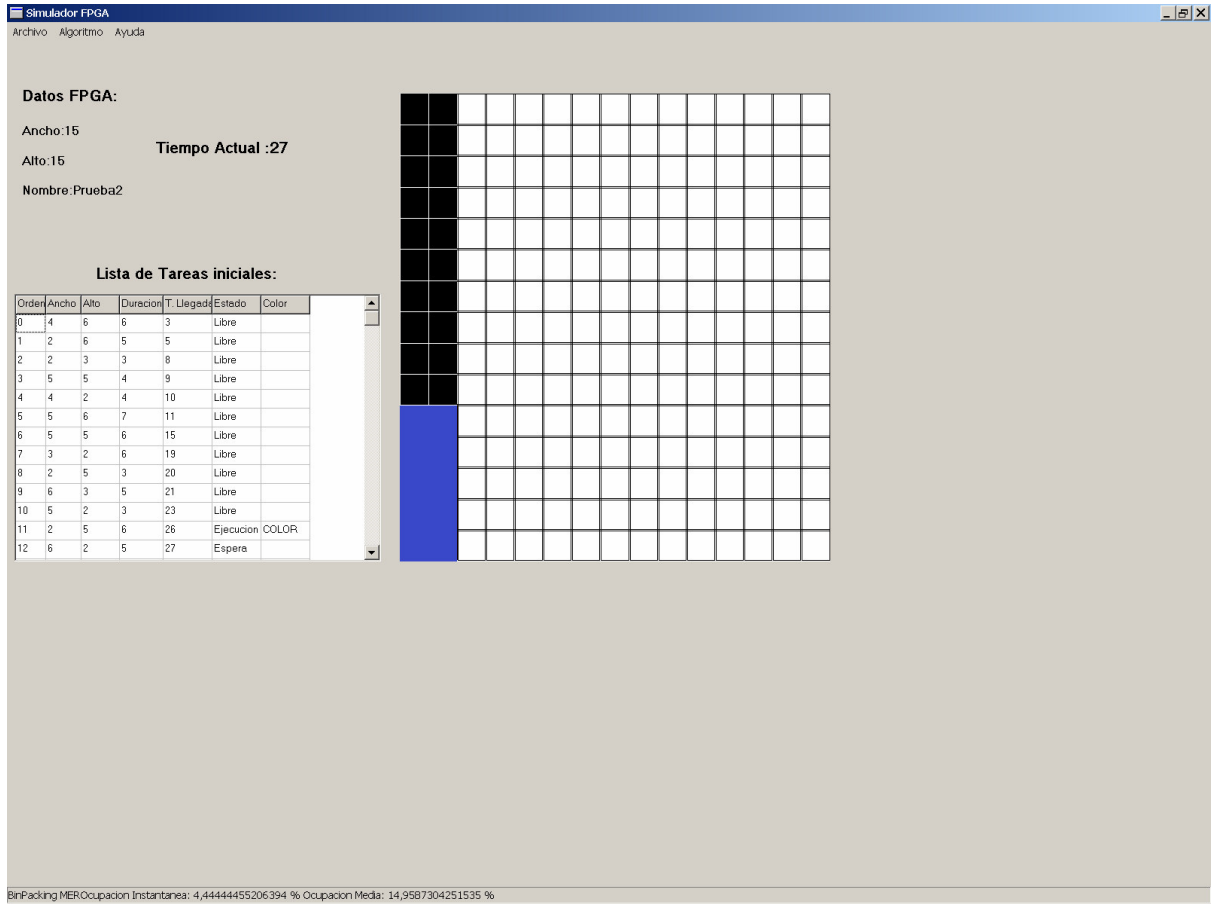 Simulador FPGA
Archivo Algoritmo Ayuda
Datos FPGA:
Ancho:15
Tiempo Actual :27
Alto:15
Nombre:Prueba2
Lista de Tareas iniciales:
Orden Ancho Alto Duracion T. Llegada Estado Color
0 4 6 6 3 Libre
1 2 6 5 5 Libre
2 2 3 3 8 Libre
3 5 5 4 9 Libre
4 4 2 4 10 Libre
5 5 6 7 11 Libre
6 5 5 6 15 Libre
7 3 2 6 19 Libre
8 2 5 3 20 Libre
9 6 3 5 21 Libre
10 5 2 3 23 Libre
11 2 5 6 26 Ejecucion COLOR
12 6 2 5 27 Espera
BinPacking MEROcupacion Instantanea: 4,44444455206394 % Ocupacion Media: 14,9587304251535 %